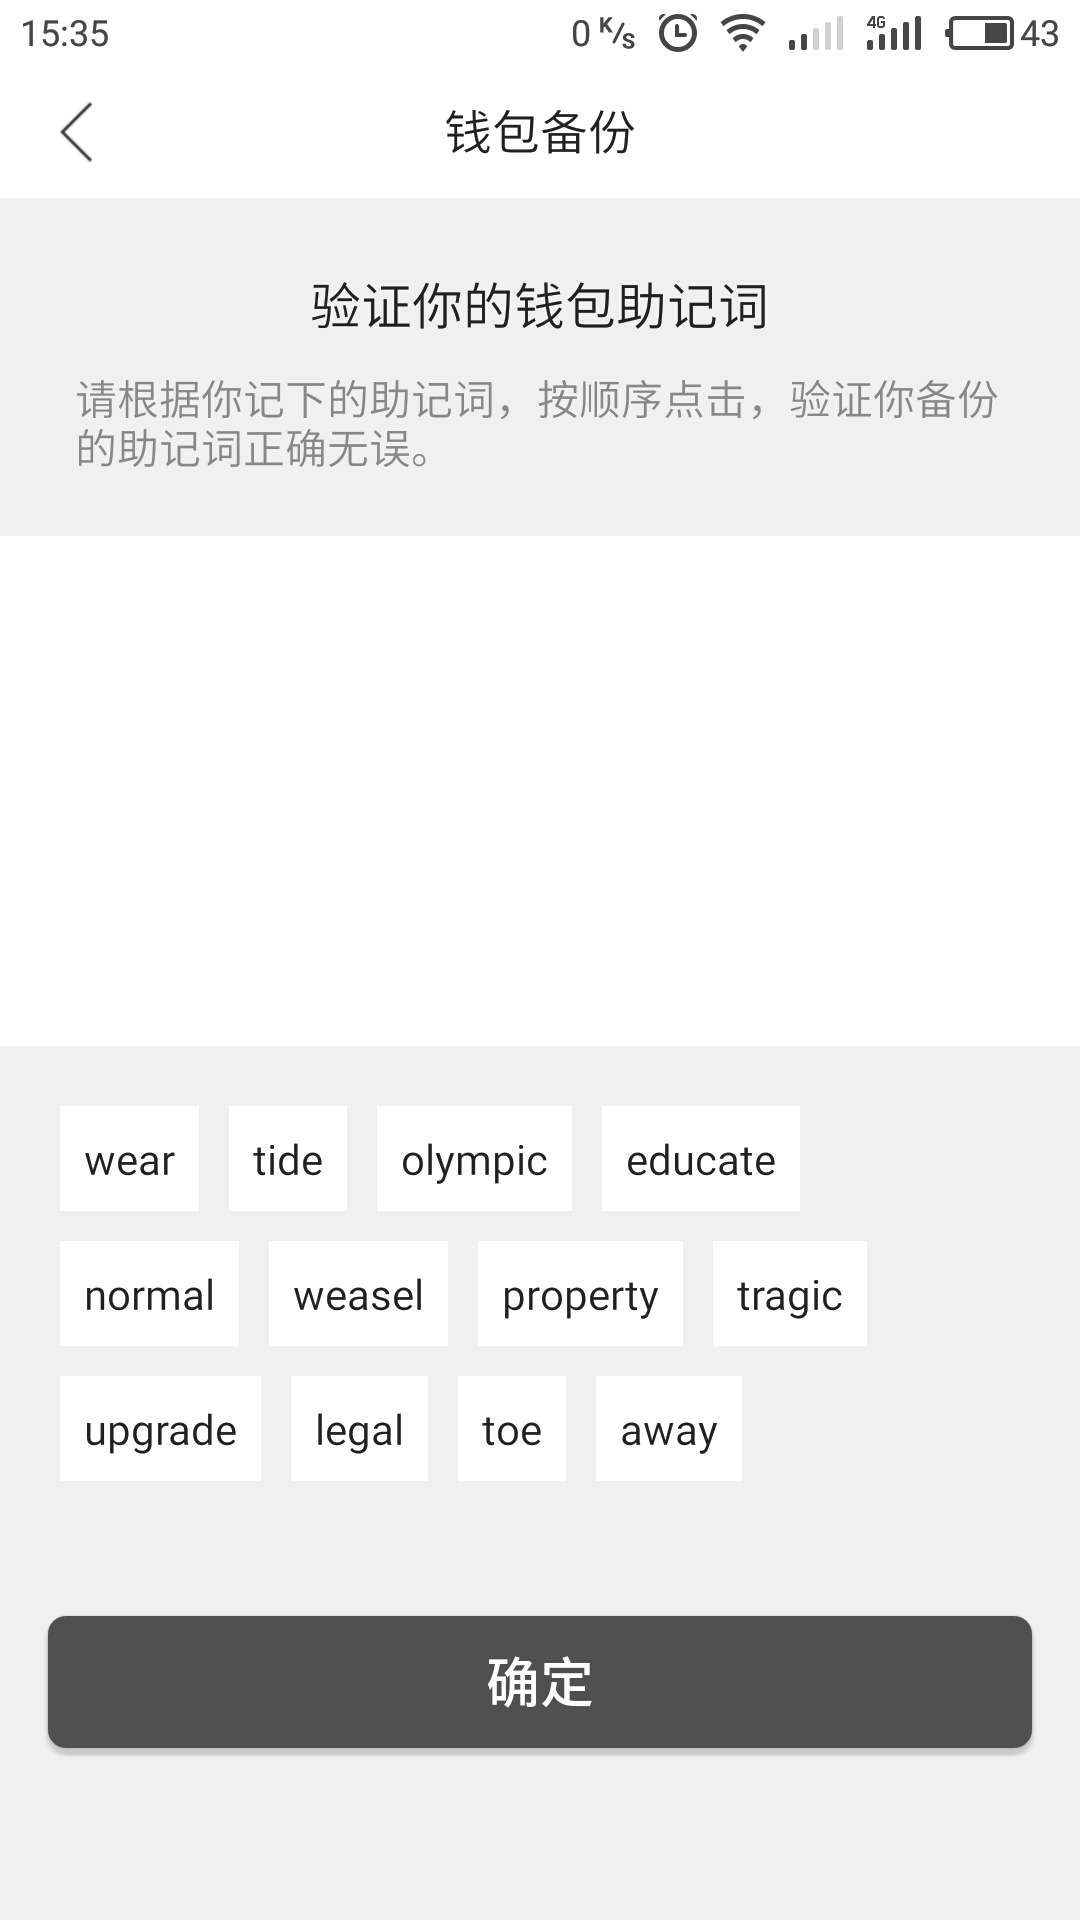 15:35 0 K/s 4G 43
钱包备份
验证你的钱包助记词
请根据你记下的助记词，按顺序点击，验证你备份
的助记词正确无误。
wear tide olympic educate
normal weasel property tragic
upgrade legal toe away
确定